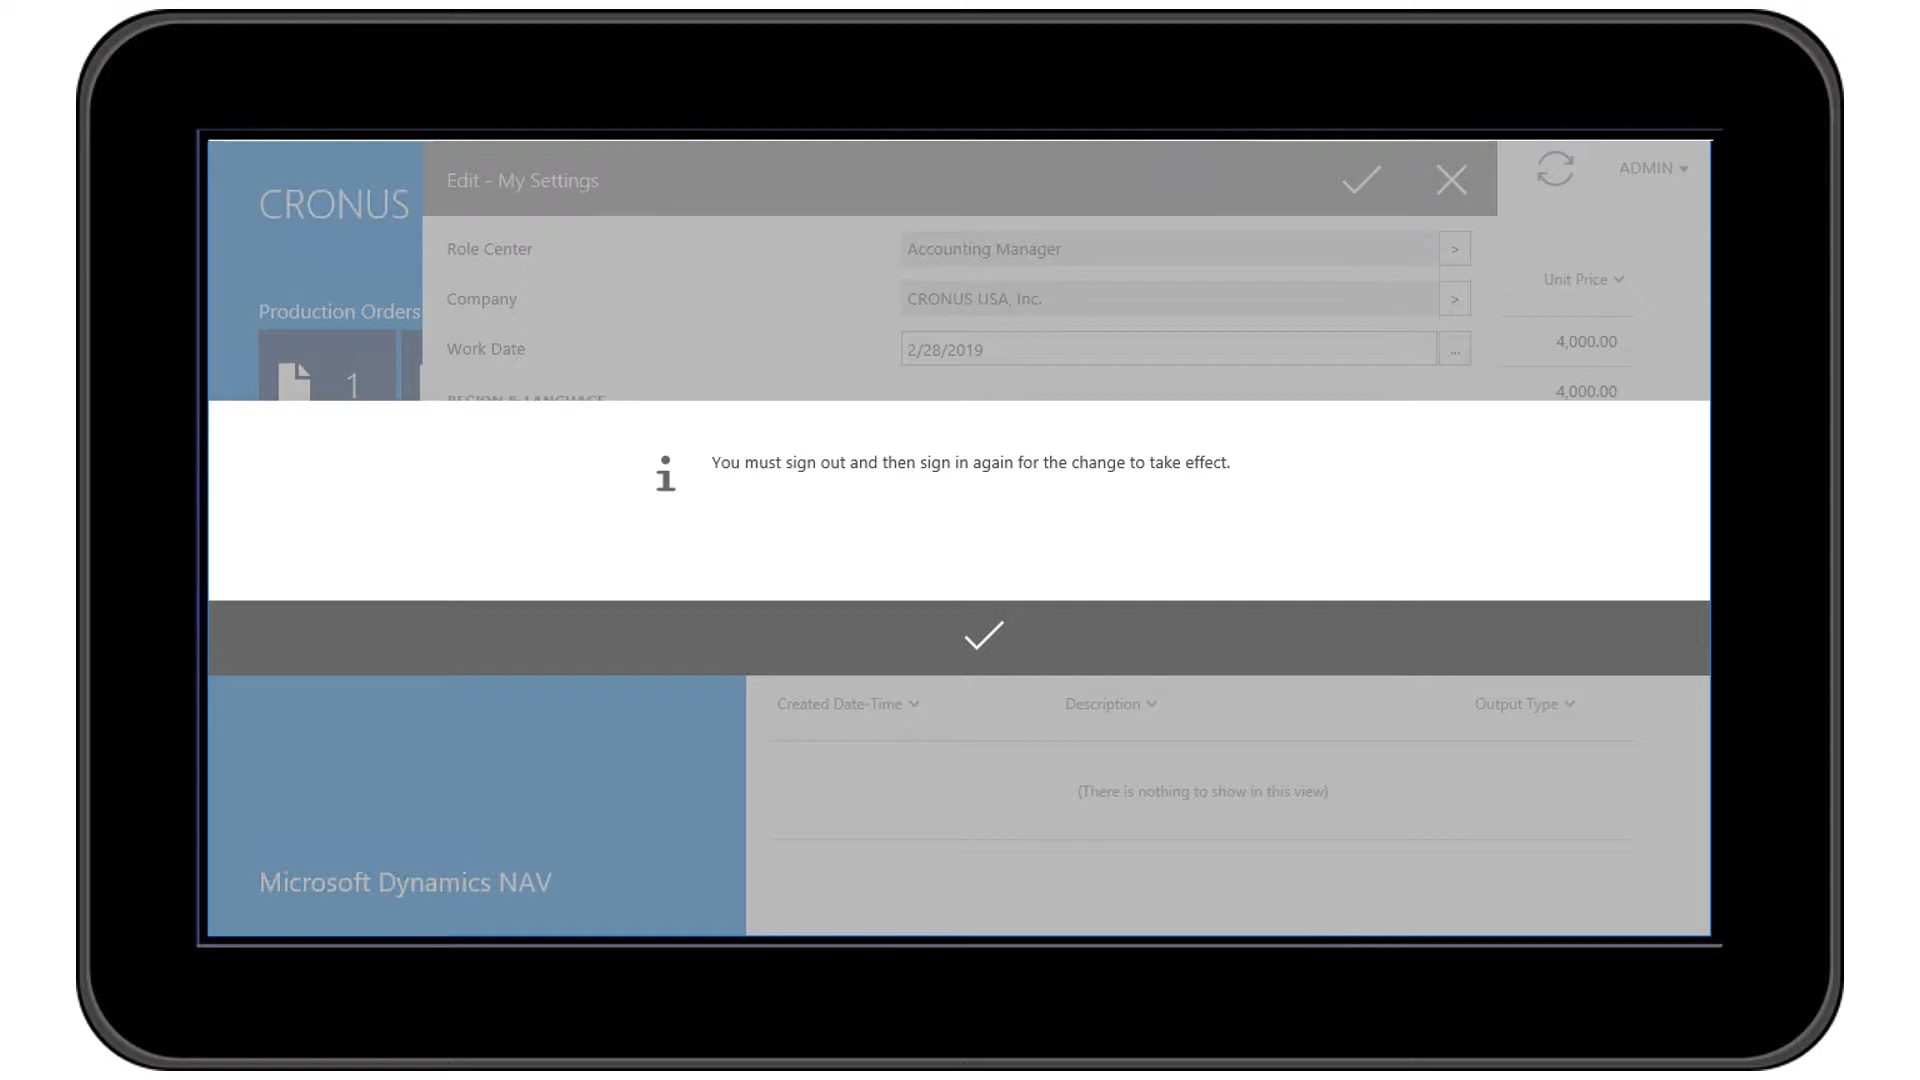 CRONUS
Edit - My Settings
ADMIN
Role Center
Accounting Manager
>
Unit Price
Company
CRONUS USA, Inc.
>
Production Orders
Work Date
2/28/2019
...
4,000.00
1
REGION & LANGUAGE
4,000.00
You must sign out and then sign in again for the change to take effect.
Created Date-Time
Description
Output Type
(There is nothing to show in this view)
Microsoft Dynamics NAV